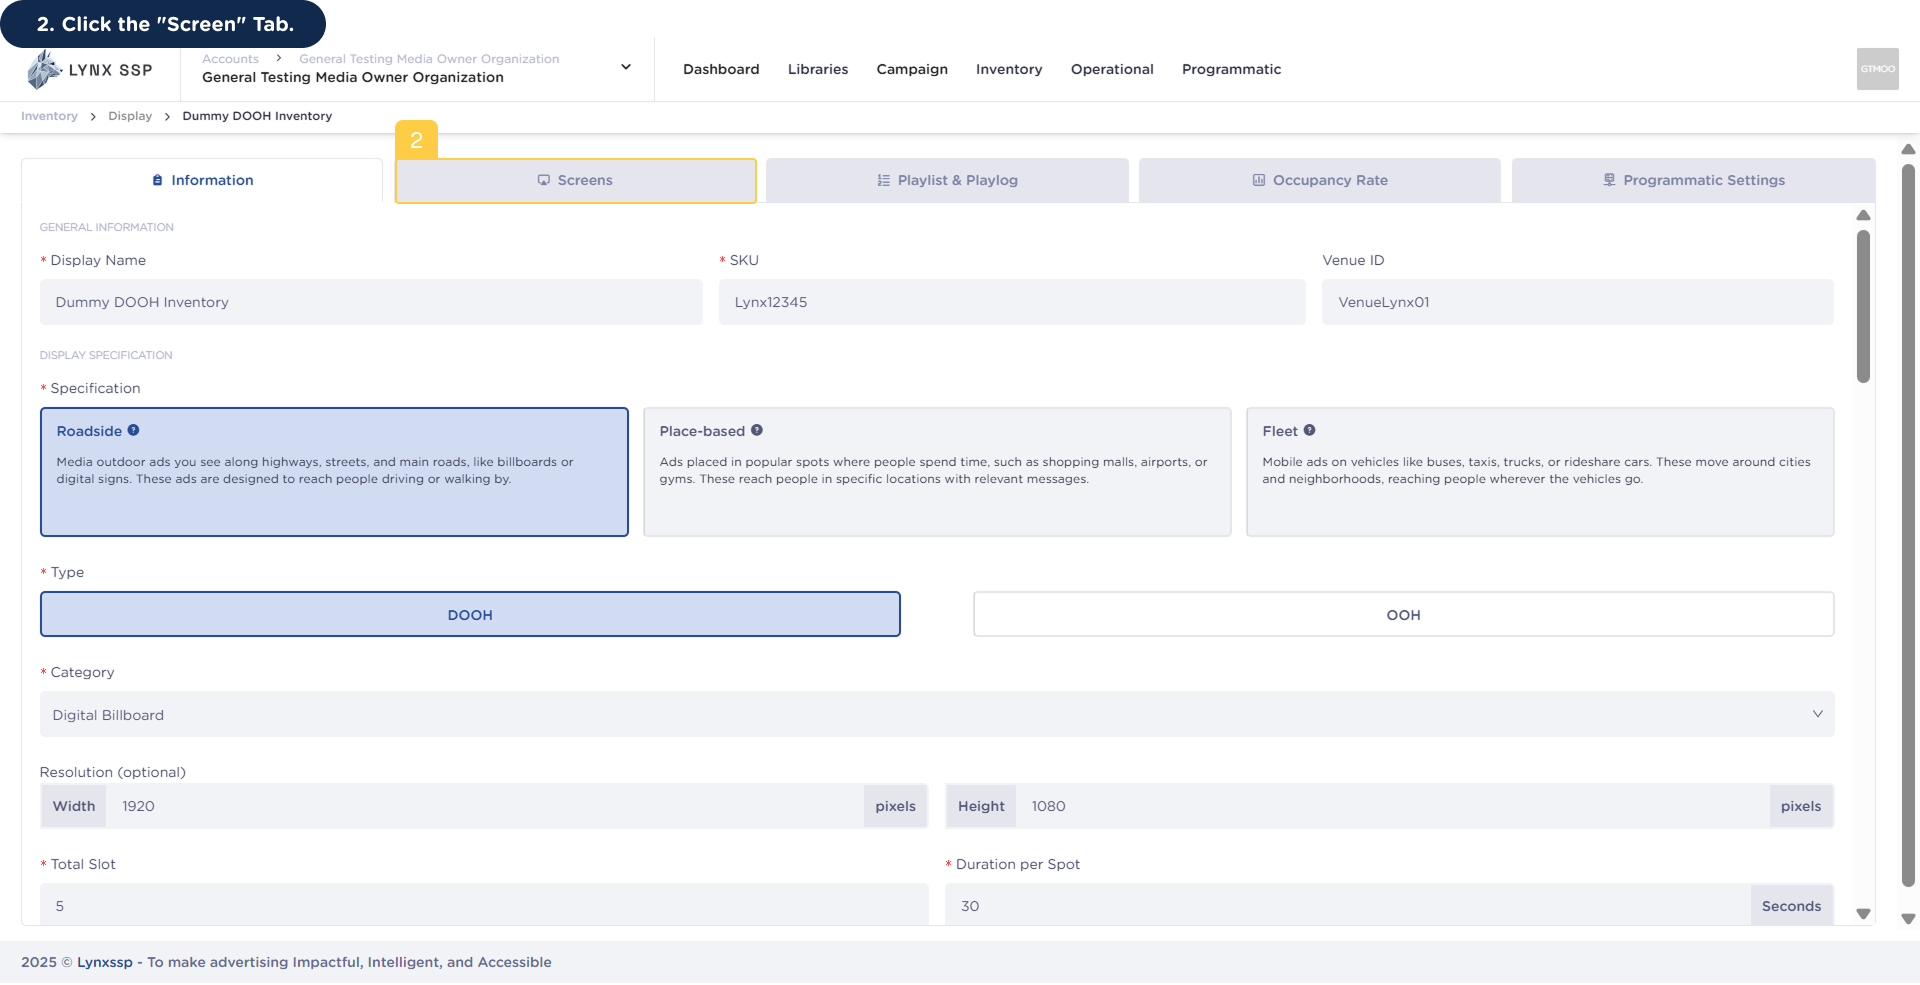 2. Click the "Screen" Tab.
LYNX SSP
Accounts > General Testing Media Owner Organization
General Testing Media Owner Organization
Dashboard Libraries Campaign Inventory Operational Programmatic
GTMOO
Inventory > Display > Dummy DOOH Inventory
2
Information Screens Playlist & Playlog Occupancy Rate Programmatic Settings
GENERAL INFORMATION
* Display Name * SKU Venue ID
Dummy DOOH Inventory Lynx12345 VenueLynx01
DISPLAY SPECIFICATION
* Specification
Roadside ?
Media outdoor ads you see along highways, streets, and main roads, like billboards or
digital signs. These ads are designed to reach people driving or walking by.
Place-based ?
Ads placed in popular spots where people spend time, such as shopping malls, airports, or
gyms. These reach people in specific locations with relevant messages.
Fleet ?
Mobile ads on vehicles like buses, taxis, trucks, or rideshare cars. These move around cities
and neighborhoods, reaching people wherever the vehicles go.
* Type
DOOH OOH
* Category
Digital Billboard
Resolution (optional)
Width 1920 pixels Height 1080 pixels
* Total Slot * Duration per Spot
5 30 Seconds
2025 © Lynxssp - To make advertising Impactful, Intelligent, and Accessible